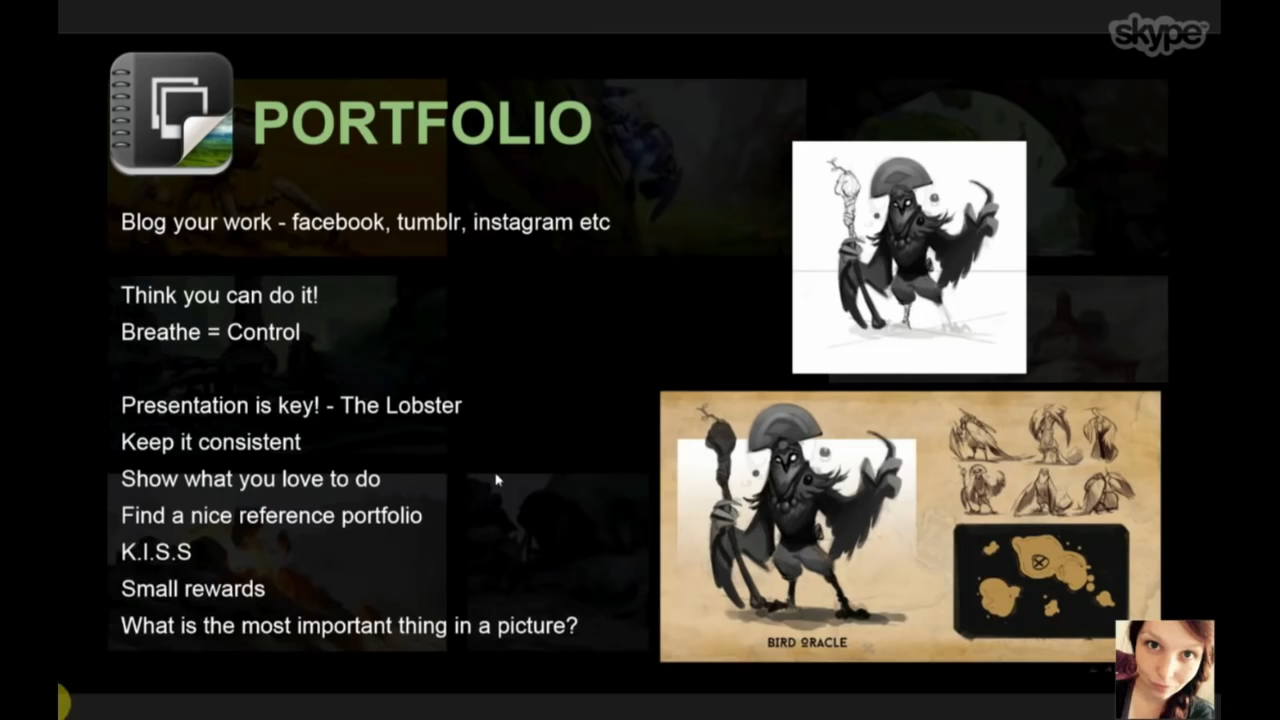 skype
PORTFOLIO
Blog your work - facebook, tumblr, instagram etc
Think you can do it!
Breathe = Control
Presentation is key! - The Lobster
Keep it consistent
Show what you love to do
Find a nice reference portfolio
K.I.S.S
Small rewards
What is the most important thing in a picture?
BIRD ORACLE